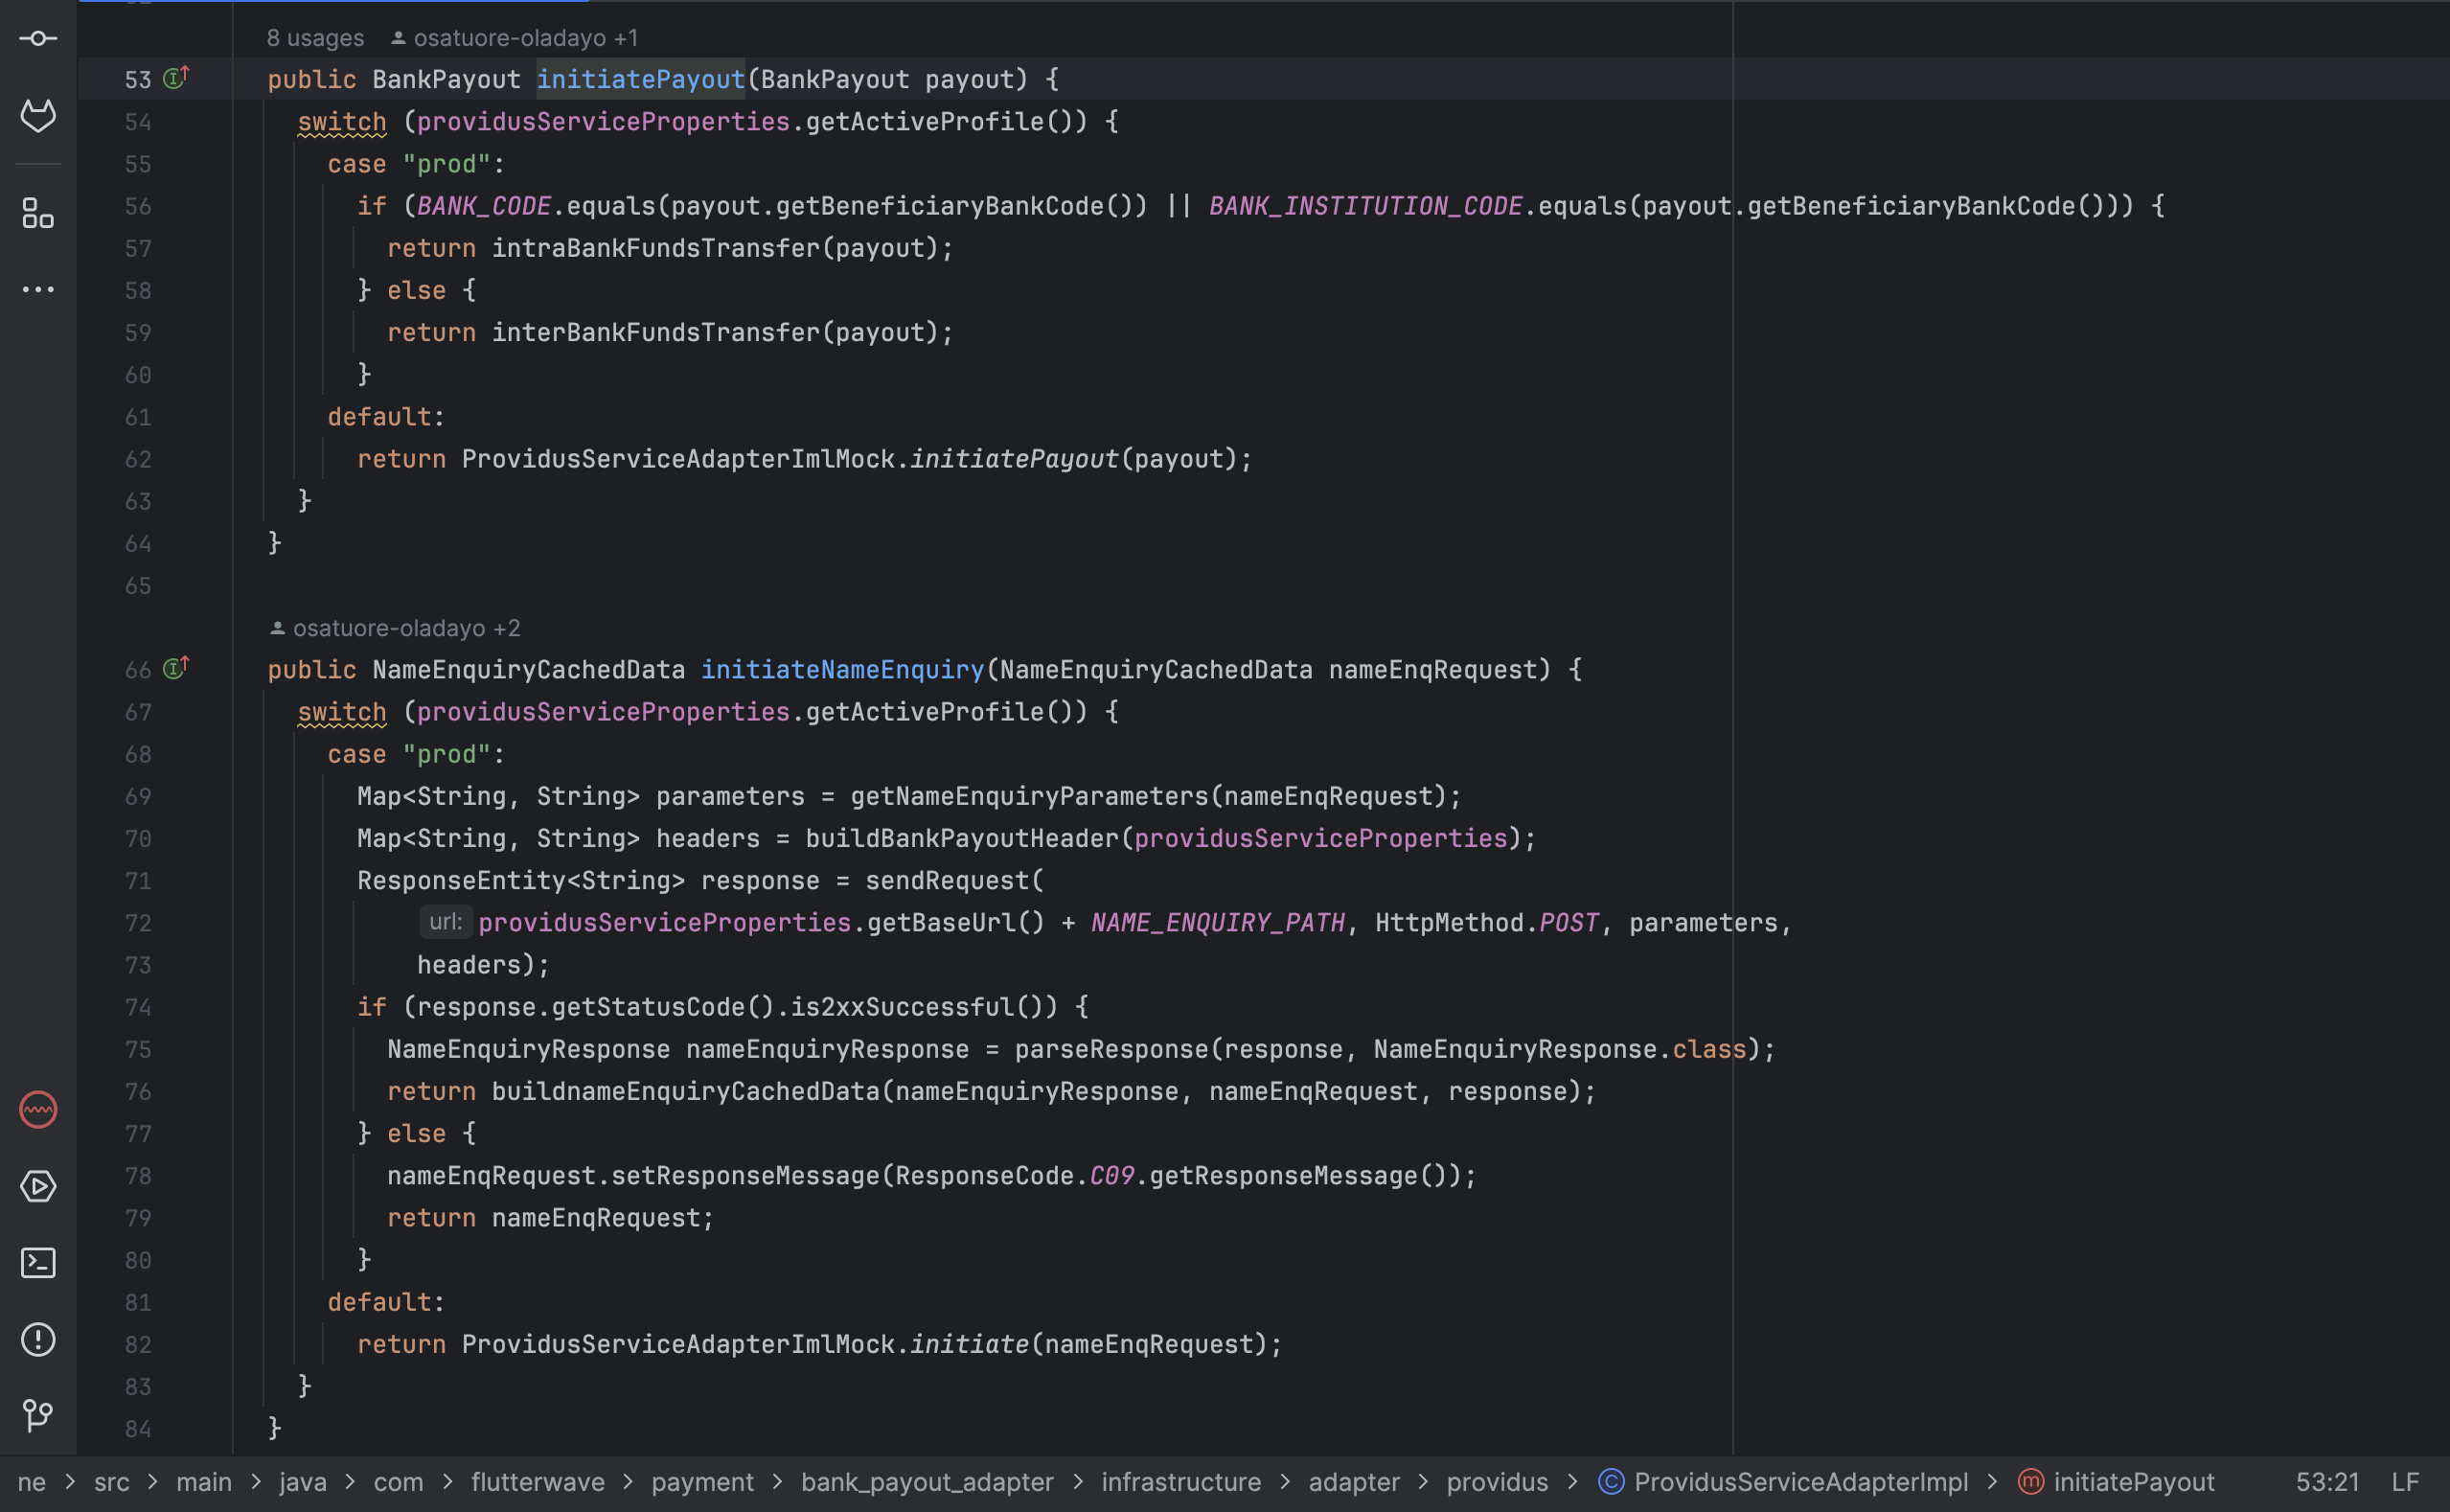 8 usages osatuore-oladayo +1
53 public BankPayout initiatePayout(BankPayout payout) {
54 switch (providusServiceProperties.getActiveProfile()) {
55 case "prod":
56 if (BANK_CODE.equals(payout.getBeneficiaryBankCode()) || BANK_INSTITUTION_CODE.equals(payout.getBeneficiaryBankCode())) {
57 return intraBankFundsTransfer(payout);
58 } else {
59 return interBankFundsTransfer(payout);
60 }
61 default:
62 return ProvidusServiceAdapterImlMock.initiatePayout(payout);
63 }
64 }
65
osatuore-oladayo +2
66 public NameEnquiryCachedData initiateNameEnquiry(NameEnquiryCachedData nameEnqRequest) {
67 switch (providusServiceProperties.getActiveProfile()) {
68 case "prod":
69 Map<String, String> parameters = getNameEnquiryParameters(nameEnqRequest);
70 Map<String, String> headers = buildBankPayoutHeader(providusServiceProperties);
71 ResponseEntity<String> response = sendRequest(
72 url: providusServiceProperties.getBaseUrl() + NAME_ENQUIRY_PATH, HttpMethod.POST, parameters,
73 headers);
74 if (response.getStatusCode().is2xxSuccessful()) {
75 NameEnquiryResponse nameEnquiryResponse = parseResponse(response, NameEnquiryResponse.class);
76 return buildnameEnquiryCachedData(nameEnquiryResponse, nameEnqRequest, response);
77 } else {
78 nameEnqRequest.setResponseMessage(ResponseCode.C09.getResponseMessage());
79 return nameEnqRequest;
80 }
81 default:
82 return ProvidusServiceAdapterImlMock.initiate(nameEnqRequest);
83 }
84 }
ne > src > main > java > com > flutterwave > payment > bank_payout_adapter > infrastructure > adapter > providus > ProvidusServiceAdapterImpl > initiatePayout 53:21 LF